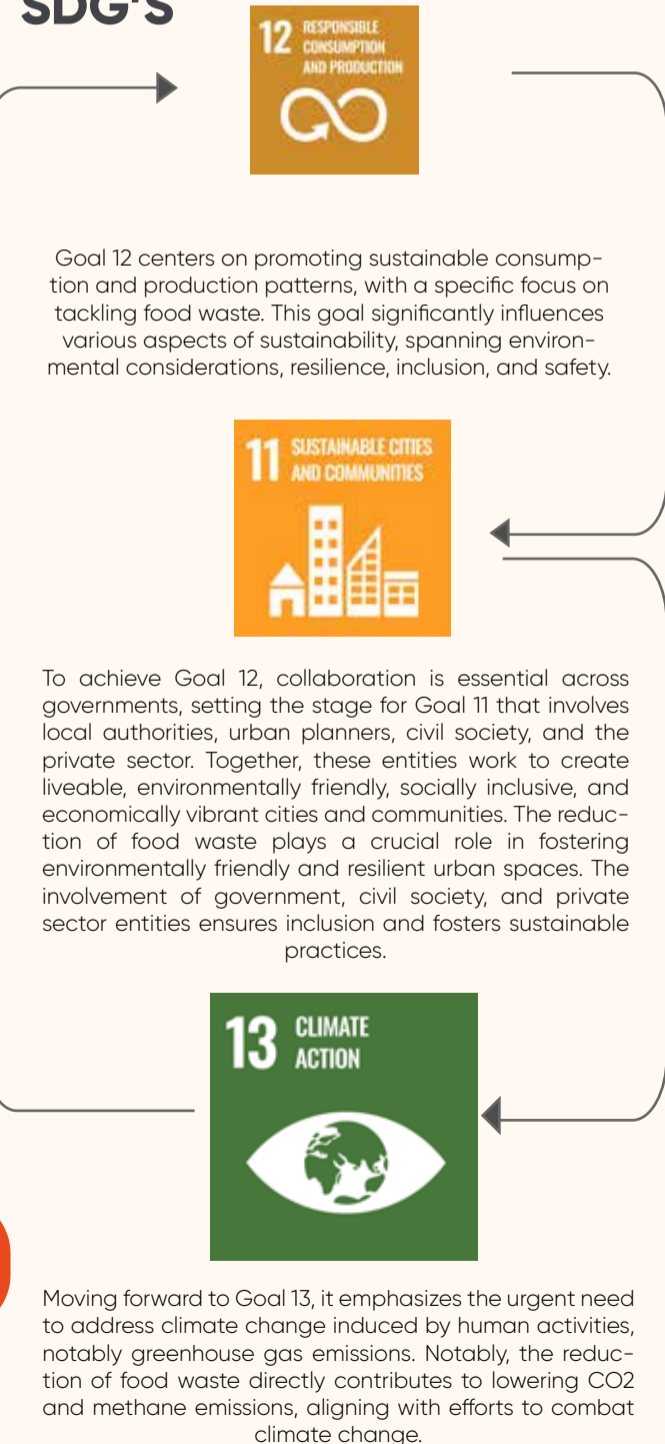 SDG'S
12 RESPONSIBLE
CONSUMPTION
AND PRODUCTION
Goal 12 centers on promoting sustainable consump-
tion and production patterns, with a specific focus on
tackling food waste. This goal significantly influences
various aspects of sustainability, spanning environ-
mental considerations, resilience, inclusion, and safety.
11 SUSTAINABLE CITIES
AND COMMUNITIES
To achieve Goal 12, collaboration is essential across
governments, setting the stage for Goal 11 that involves
local authorities, urban planners, civil society, and the
private sector. Together, these entities work to create
liveable, environmentally friendly, socially inclusive, and
economically vibrant cities and communities. The reduc-
tion of food waste plays a crucial role in fostering
environmentally friendly and resilient urban spaces. The
involvement of government, civil society, and private
sector entities ensures inclusion and fosters sustainable
practices.
13 CLIMATE
ACTION
Moving forward to Goal 13, it emphasizes the urgent need
to address climate change induced by human activities,
notably greenhouse gas emissions. Notably, the reduc-
tion of food waste directly contributes to lowering CO2
and methane emissions, aligning with efforts to combat
climate change.